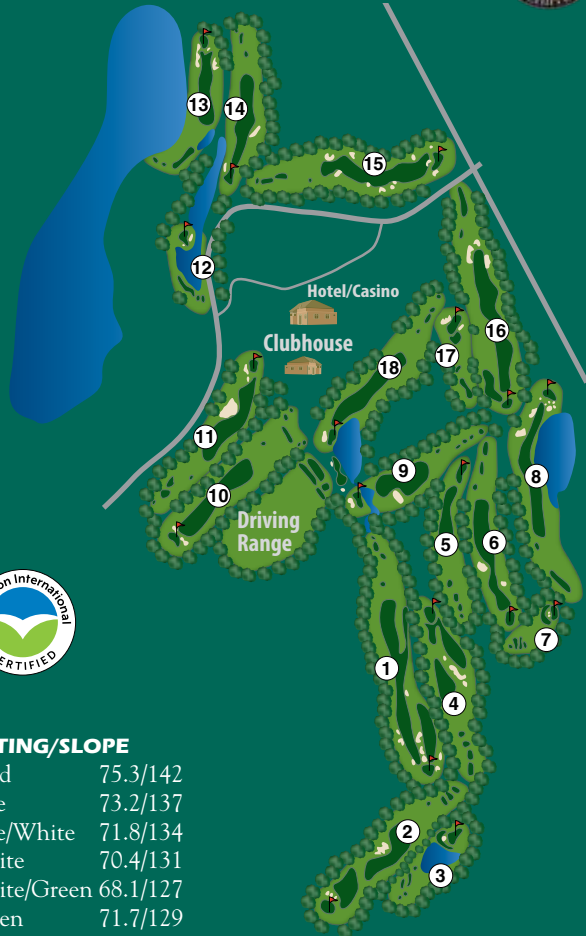 13
14
15
12
Hotel/Casino
16
Clubhouse
17
18
11
9
8
10
Driving
Range
5
6
7
on International
ERTIFIED
1
4
TING/SLOPE
d 75.3/142
e 73.2/137
e/White 71.8/134
ite 70.4/131
ite/Green 68.1/127
en 71.7/129
2
3